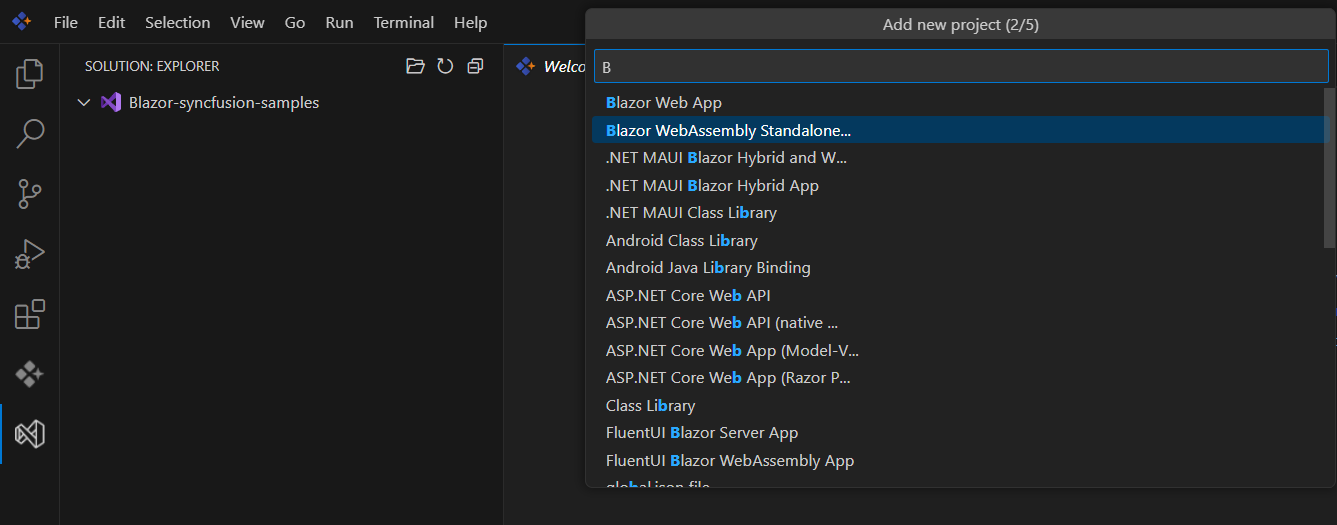 File Edit Selection View Go Run Terminal Help
Add new project (2/5)
SOLUTION: EXPLORER
Blazor-syncfusion-samples
Welco
B
Blazor Web App
Blazor WebAssembly Standalone...
.NET MAUI Blazor Hybrid and W...
.NET MAUI Blazor Hybrid App
.NET MAUI Class Library
Android Class Library
Android Java Library Binding
ASP.NET Core Web API
ASP.NET Core Web API (native ...
ASP.NET Core Web App (Model-V...
ASP.NET Core Web App (Razor P...
Class Library
FluentUI Blazor Server App
FluentUI Blazor WebAssembly App
global.json file